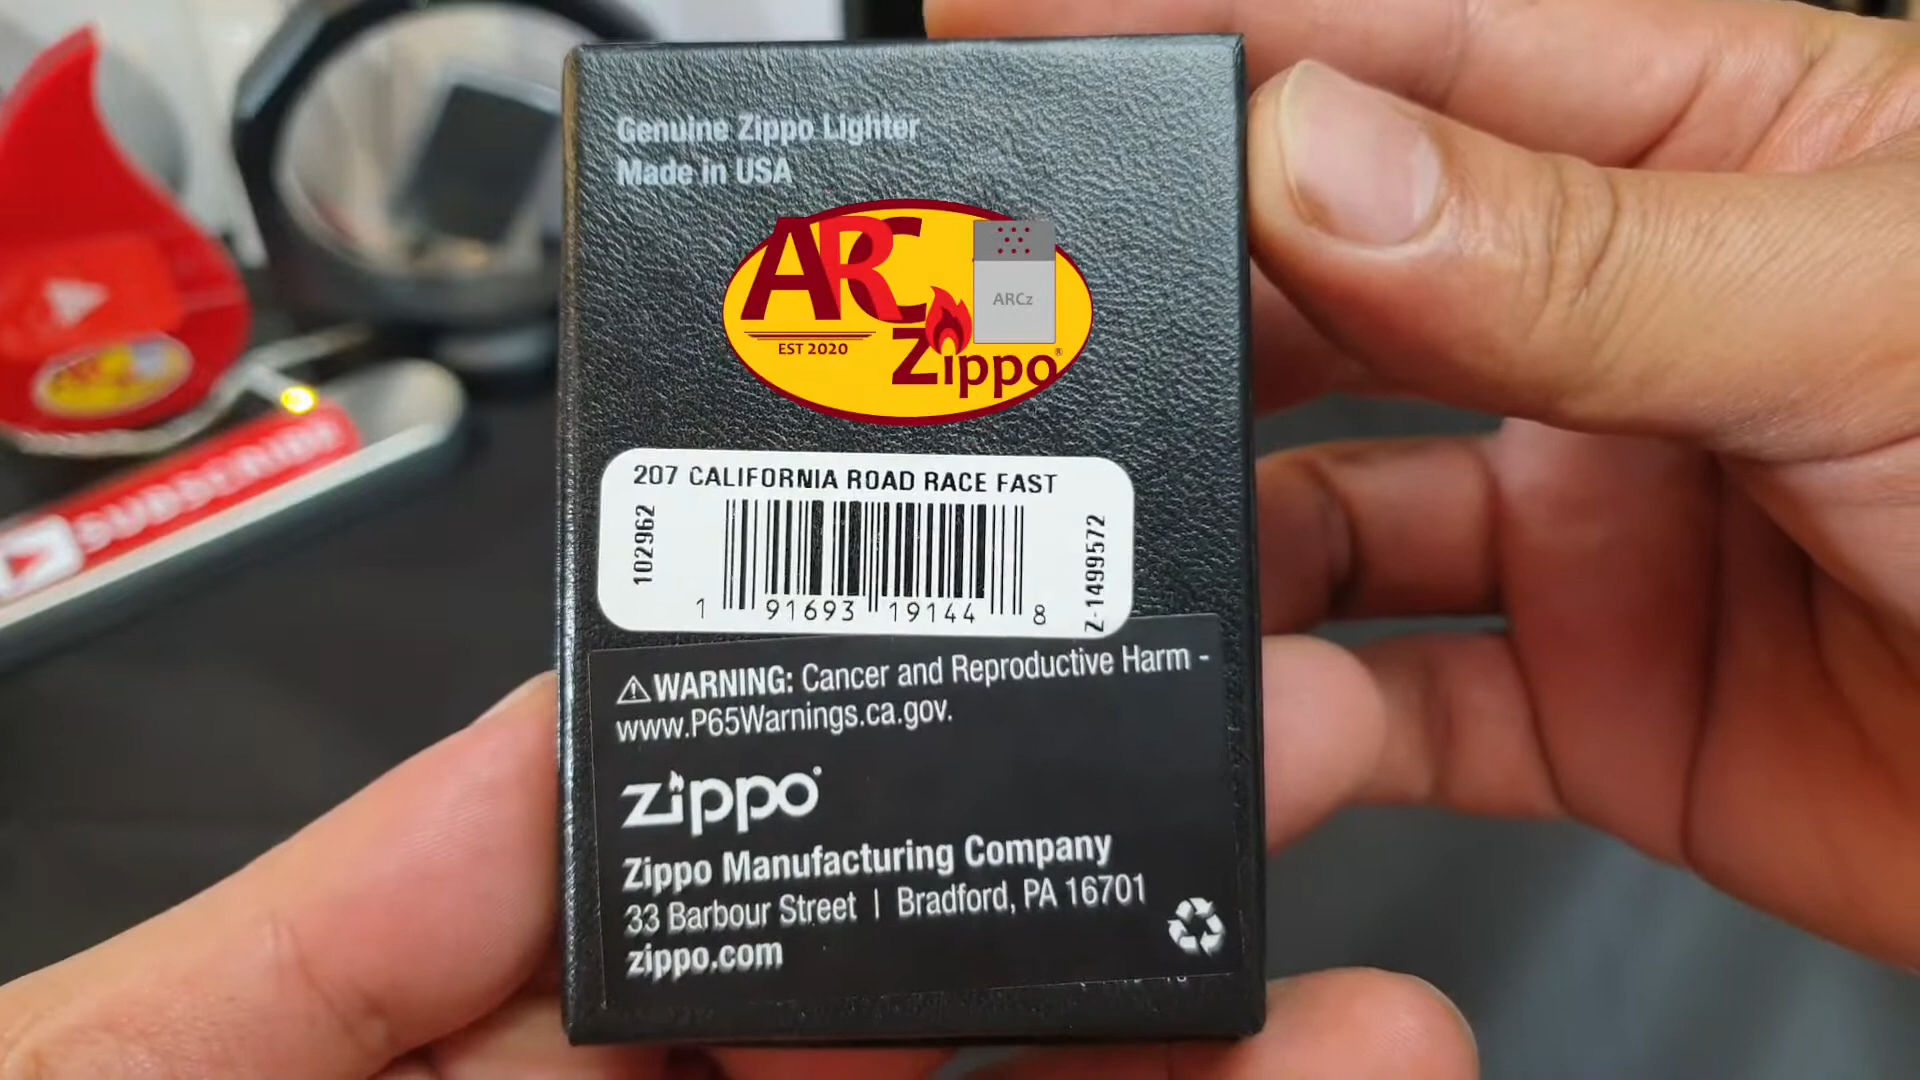 Genuine Zippo Lighter
Made in USA
ARC
EST 2020
ARCz
Zippo®
207 CALIFORNIA ROAD RACE FAST
102962
1 91693 19144 8
Z-1499572
⚠WARNING: Cancer and Reproductive Harm -
www.P65Warnings.ca.gov.
zippo
Zippo Manufacturing Company
33 Barbour Street | Bradford, PA 16701
zippo.com
SUBSCRIBE